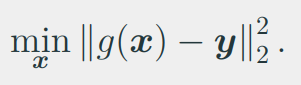 min_x ‖g(x) − y‖₂² .